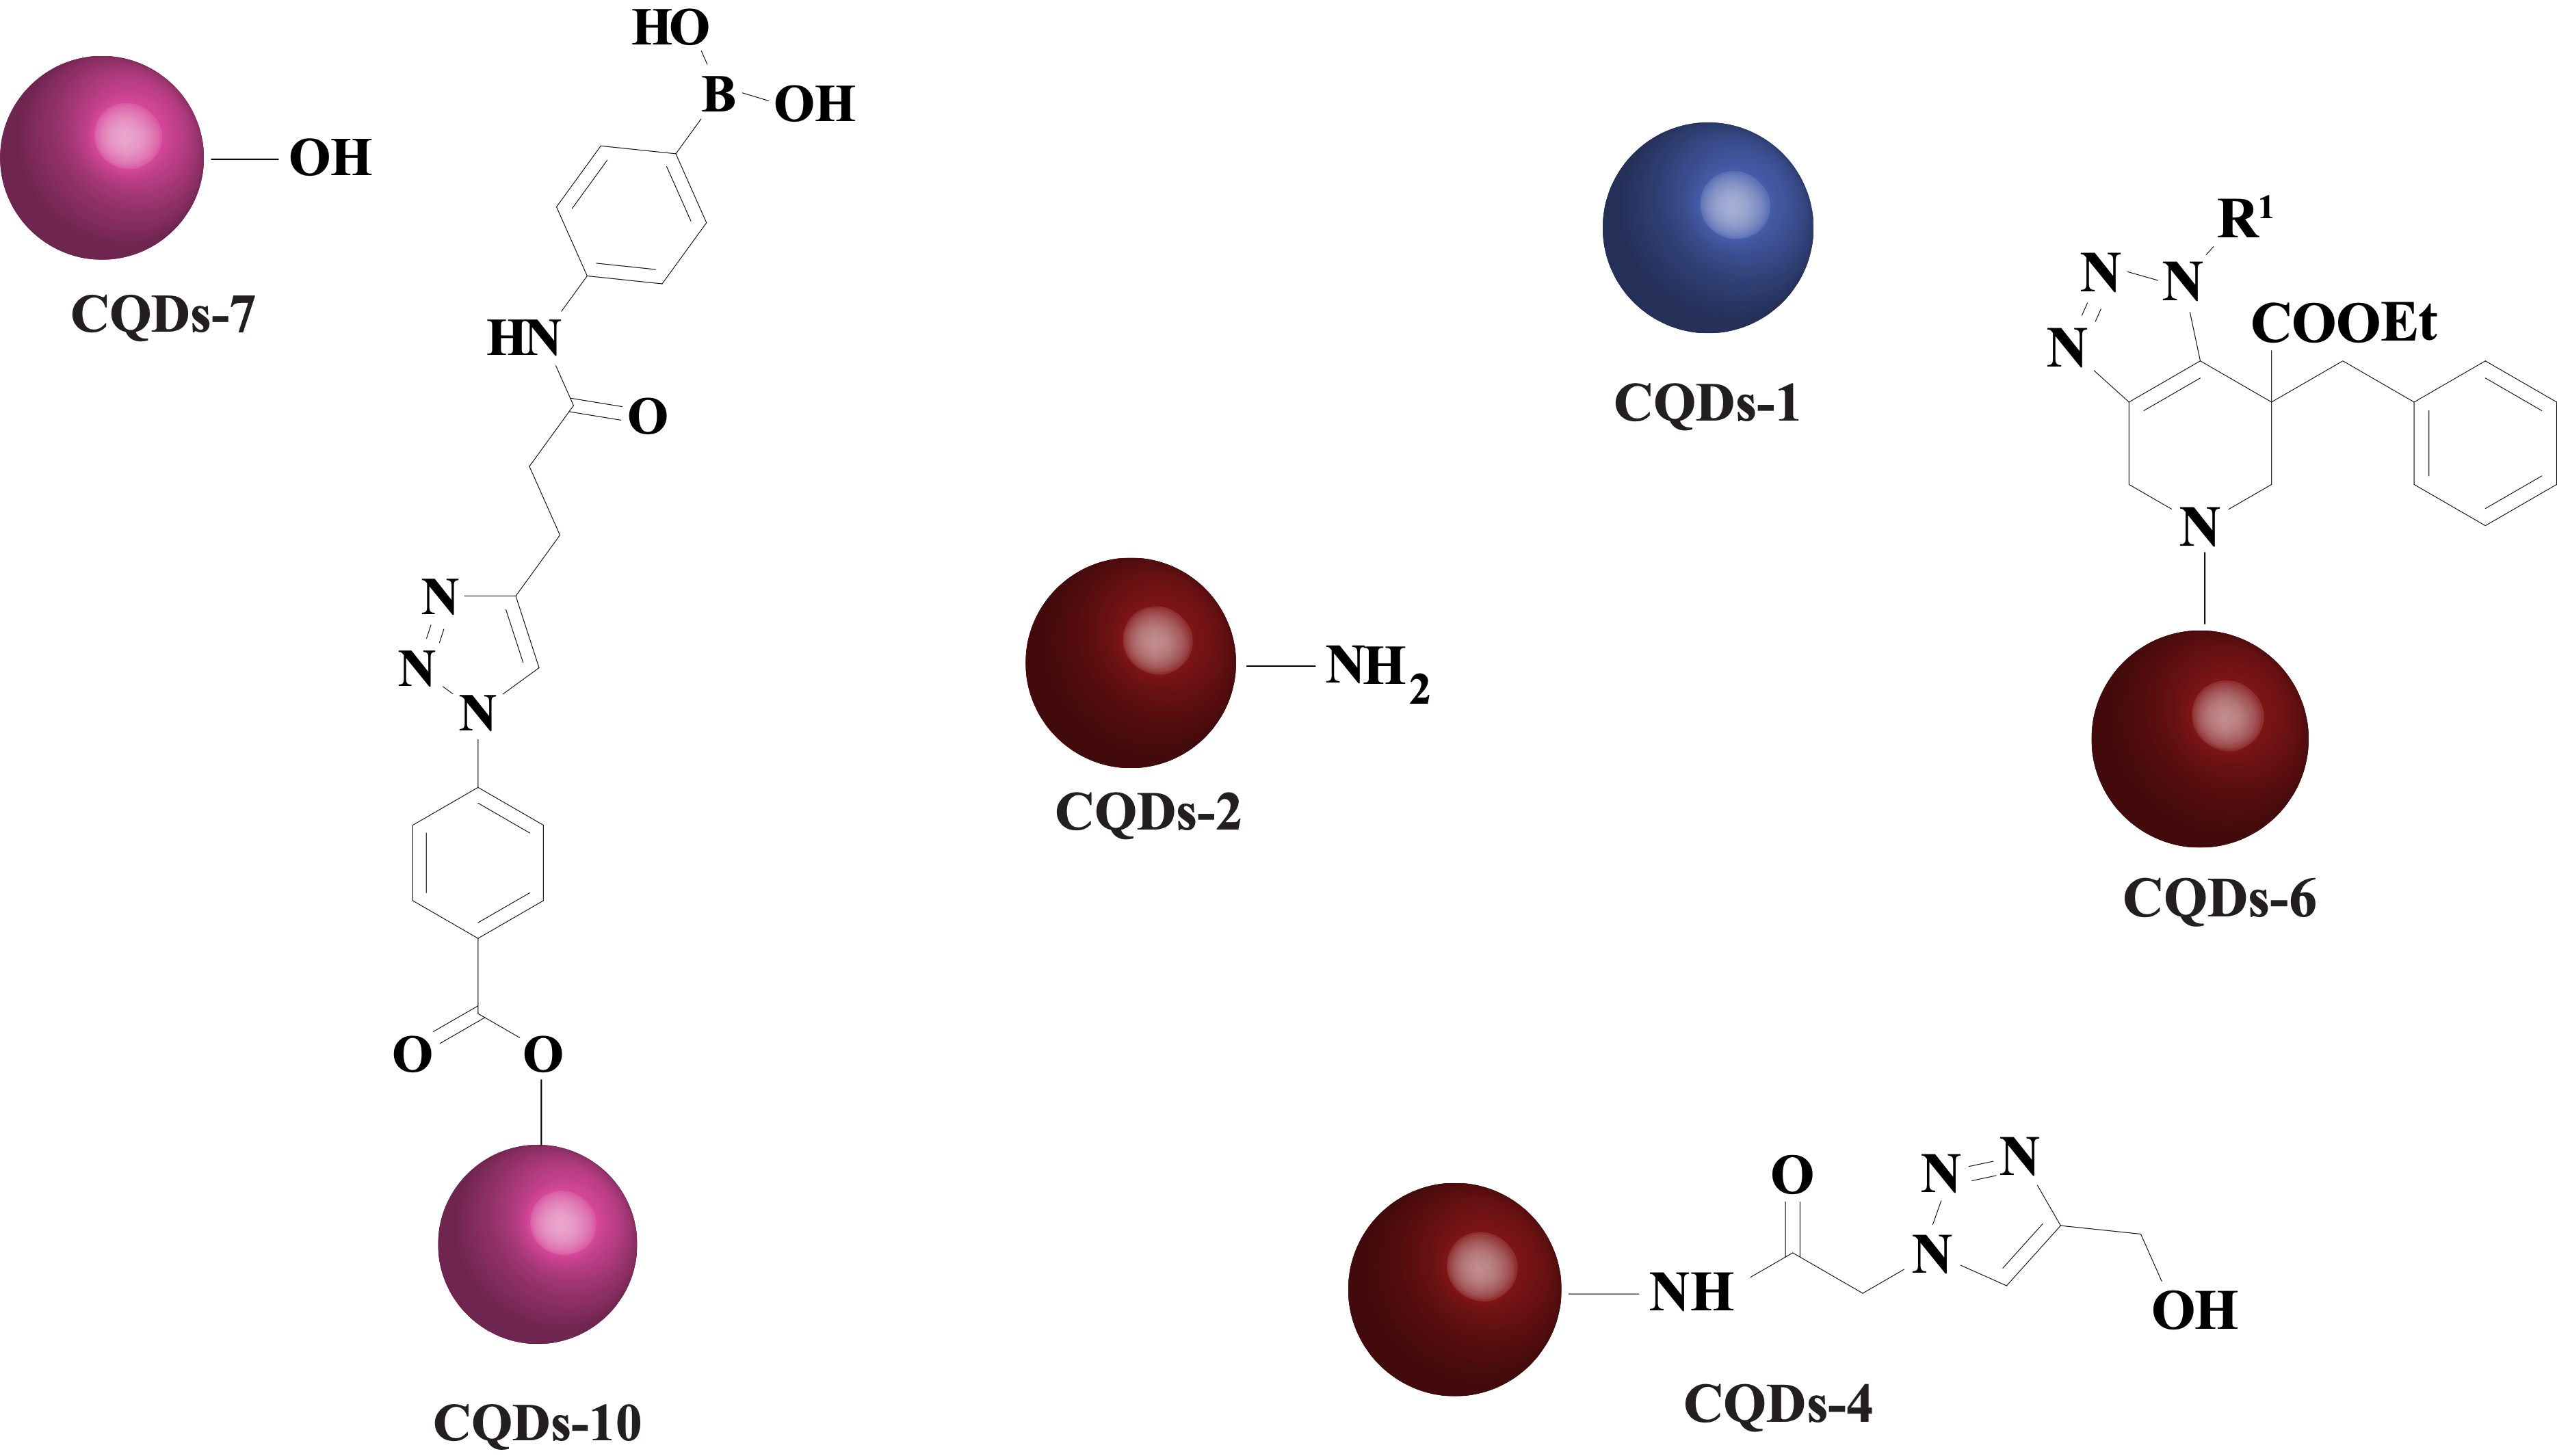 HO
B
OH
OH
CQDs-7
HN
O
N
N
N
O
O
CQDs-10
CQDs-1
NH2
CQDs-2
R¹
N
N
COOEt
N
N
CQDs-6
O
N
N
N
NH
OH
CQDs-4